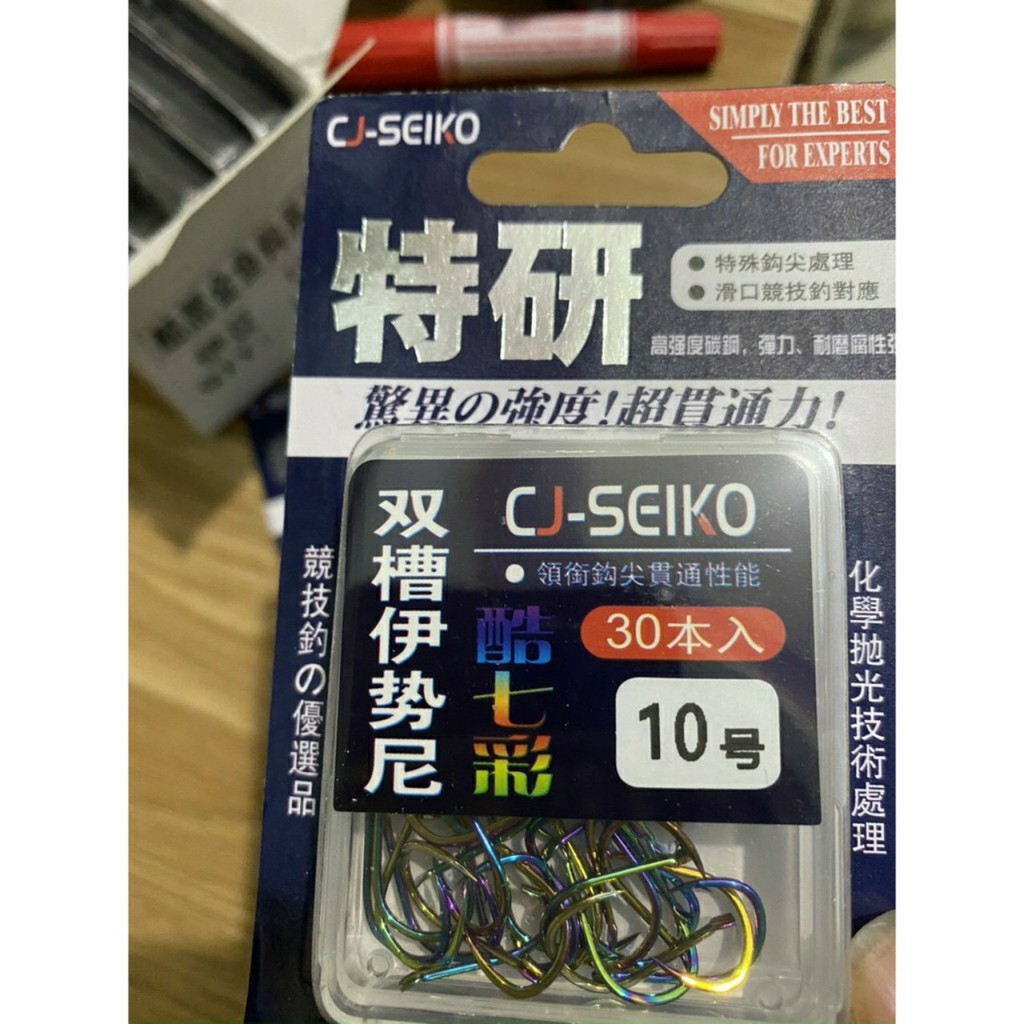 CJ-SEIKO
SIMPLY THE BEST
FOR EXPERTS
特研
● 特殊鈎尖處理
● 滑口競技釣對應
高强度碳鋼，彈力、耐磨腐性
驚異の強度！超貫通力！
双槽伊势尼
CJ-SEIKO
● 領銜鈎尖貫通性能
酷七彩
30本入
10号
競技釣の優選品
化學拋光技術處理